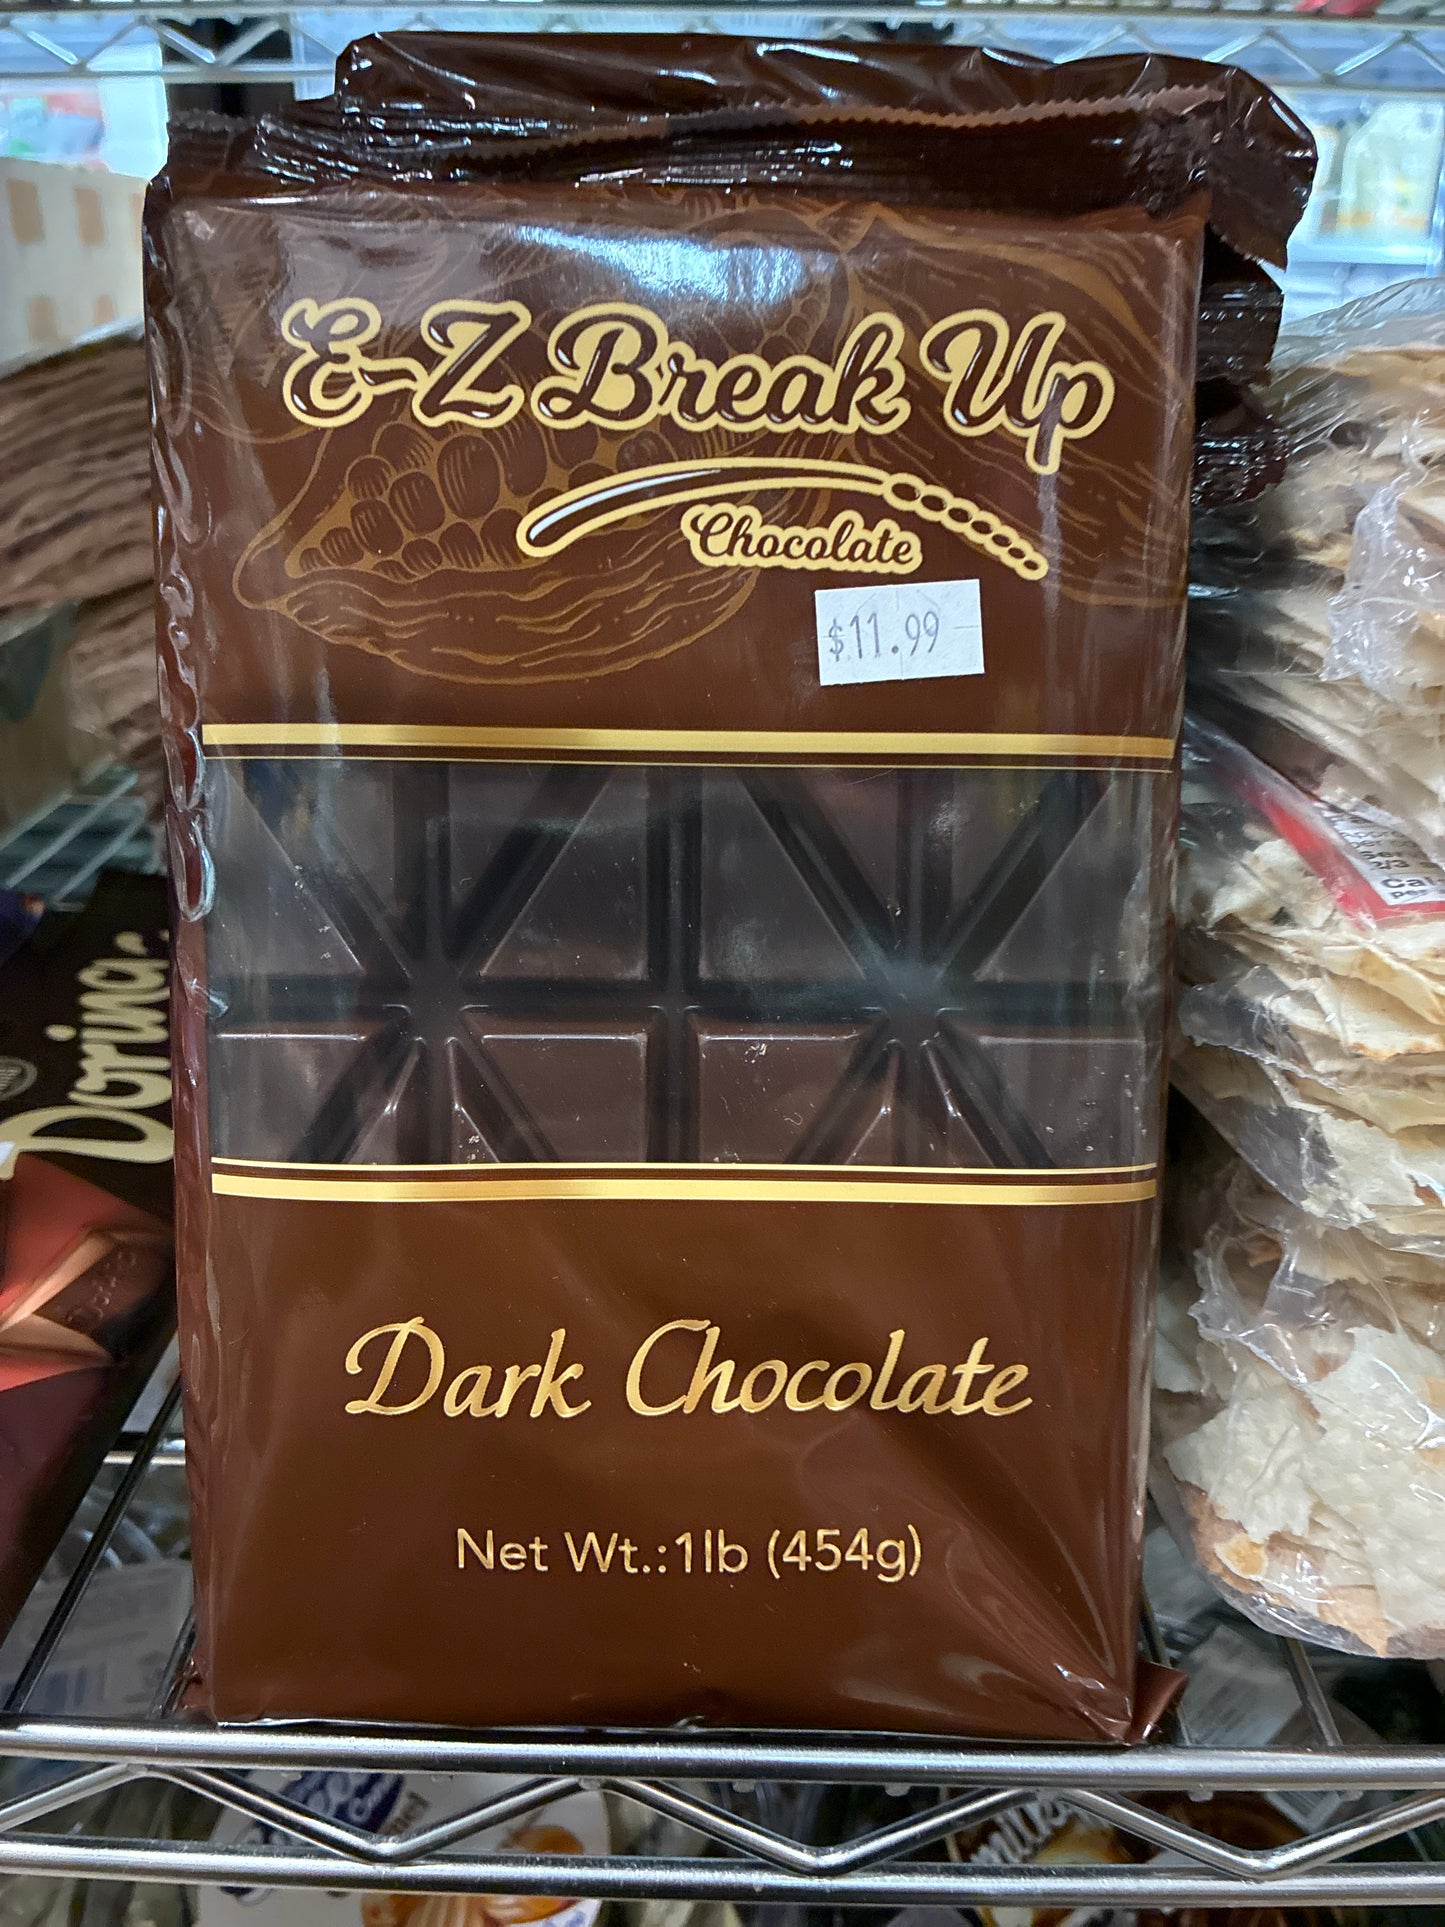 E-Z Break Up
Chocolate
$11.99
Dark Chocolate
Net Wt.:1lb (454g)
Dorina